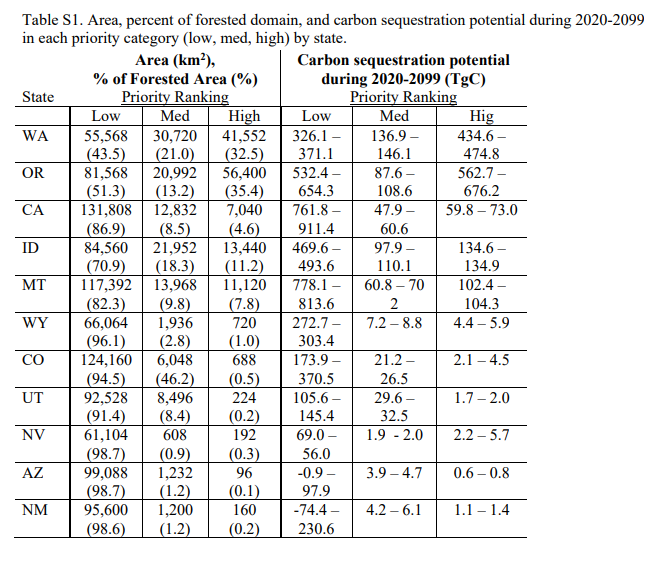 Table S1. Area, percent of forested domain, and carbon sequestration potential during 2020-2099
in each priority category (low, med, high) by state.
Area (km²), Carbon sequestration potential
% of Forested Area (%) during 2020-2099 (TgC)
State Priority Ranking Priority Ranking
Low Med High Low Med Hig
WA 55,568 30,720 41,552 326.1 – 136.9 – 434.6 –
(43.5) (21.0) (32.5) 371.1 146.1 474.8
OR 81,568 20,992 56,400 532.4 – 87.6 – 562.7 –
(51.3) (13.2) (35.4) 654.3 108.6 676.2
CA 131,808 12,832 7,040 761.8 – 47.9 – 59.8 – 73.0
(86.9) (8.5) (4.6) 911.4 60.6
ID 84,560 21,952 13,440 469.6 – 97.9 – 134.6 –
(70.9) (18.3) (11.2) 493.6 110.1 134.9
MT 117,392 13,968 11,120 778.1 – 60.8 – 70 102.4 –
(82.3) (9.8) (7.8) 813.6 2 104.3
WY 66,064 1,936 720 272.7 – 7.2 – 8.8 4.4 – 5.9
(96.1) (2.8) (1.0) 303.4
CO 124,160 6,048 688 173.9 – 21.2 – 2.1 – 4.5
(94.5) (46.2) (0.5) 370.5 26.5
UT 92,528 8,496 224 105.6 – 29.6 – 1.7 – 2.0
(91.4) (8.4) (0.2) 145.4 32.5
NV 61,104 608 192 69.0 – 1.9 - 2.0 2.2 – 5.7
(98.7) (0.9) (0.3) 56.0
AZ 99,088 1,232 96 -0.9 – 3.9 – 4.7 0.6 – 0.8
(98.7) (1.2) (0.1) 97.9
NM 95,600 1,200 160 -74.4 – 4.2 – 6.1 1.1 – 1.4
(98.6) (1.2) (0.2) 230.6